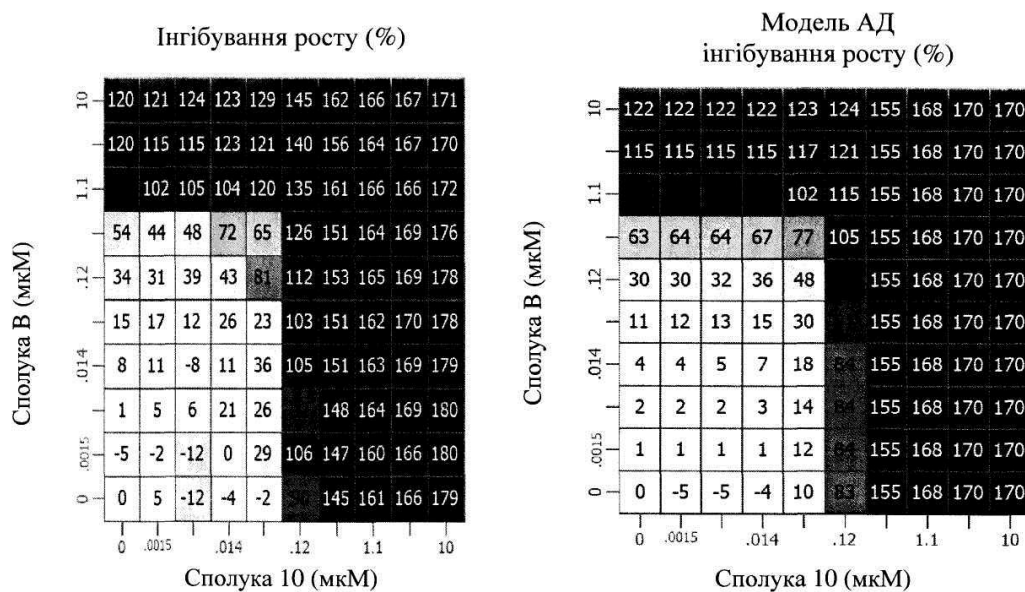 Інгібування росту (%)
Модель АД
інгібування росту (%)
10 120 121 124 123 129 145 162 166 167 171
120 115 115 123 121 140 156 164 167 170
1.1 102 105 104 120 135 161 166 166 172
54 44 48 72 65 126 151 164 169 176
.12 34 31 39 43 81 112 153 165 169 178
15 17 12 26 23 103 151 162 170 178
.014 8 11 -8 11 36 105 151 163 169 179
1 5 6 21 26 148 164 169 180
.0015 -5 -2 -12 0 29 106 147 160 166 180
0 0 5 -12 -4 -2 145 161 166 179
0 .0015 .014 .12 1.1 10
Сполука В (мкМ)
Сполука 10 (мкМ)
10 122 122 122 122 123 124 155 168 170 170
115 115 115 115 117 121 155 168 170 170
1.1 102 115 155 168 170 170
63 64 64 67 77 105 155 168 170 170
.12 30 30 32 36 48 155 168 170 170
11 12 13 15 30 155 168 170 170
.014 4 4 5 7 18 84 155 168 170 170
2 2 2 3 14 84 155 168 170 170
.0015 1 1 1 1 12 84 155 168 170 170
0 0 -5 -5 -4 10 83 155 168 170 170
0 .0015 .014 .12 1.1 10
Сполука В (мкМ)
Сполука 10 (мкМ)